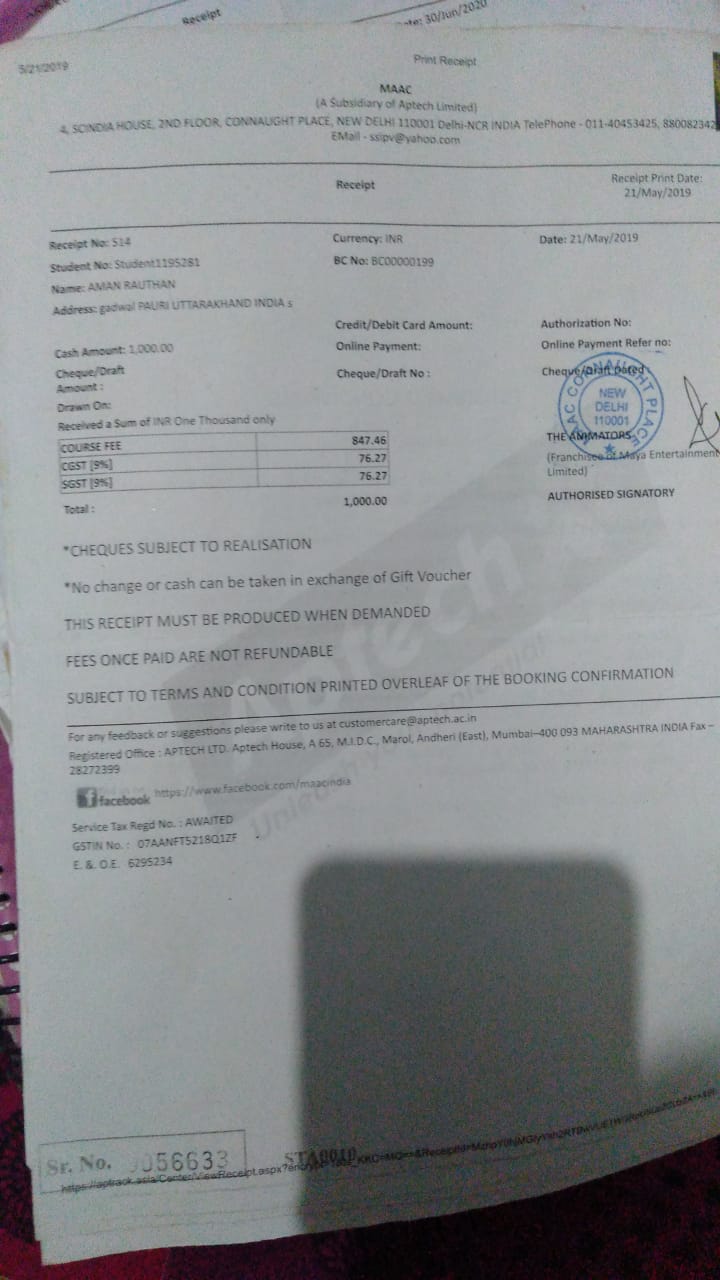 Receipt
30/Jun/2020
5/21/2019
Print Receipt
MAAC
(A Subsidiary of Aptech Limited)
4, SCINDIA HOUSE, 2ND FLOOR, CONNAUGHT PLACE, NEW DELHI 110001 Delhi-NCR INDIA TelePhone - 011-40453425, 880082342
EMail - ssipv@yahoo.com
Receipt
Receipt Print Date:
21/May/2019
Receipt No: 514
Currency: INR
Date: 21/May/2019
Student No: Student1195281
BC No: BC00000199
Name: AMAN RAUTHAN
Address: gadwal PAURI UTTARAKHAND INDIA s
Credit/Debit Card Amount:
Authorization No:
Cash Amount: 1,000.00
Online Payment:
Online Payment Refer no:
Cheque/Draft
Amount :
Cheque/Draft No :
Cheque/Draft Dated
Drawn On:
Received a Sum of INR One Thousand only
COURSE FEE 847.46
CGST [9%] 76.27
SGST [9%] 76.27
Total : 1,000.00
MAAC CONNAUGHT PLACE
NEW
DELHI
110001
THE ANIMATORS
(Franchisee of Maya Entertainment
Limited)
AUTHORISED SIGNATORY
*CHEQUES SUBJECT TO REALISATION
*No change or cash can be taken in exchange of Gift Voucher
THIS RECEIPT MUST BE PRODUCED WHEN DEMANDED
FEES ONCE PAID ARE NOT REFUNDABLE
SUBJECT TO TERMS AND CONDITION PRINTED OVERLEAF OF THE BOOKING CONFIRMATION
Aptech
For any feedback or suggestions please write to us at customercare@aptech.ac.in
Registered Office : APTECH LTD. Aptech House, A 65, M.I.D.C., Marol, Andheri (East), Mumbai–400 093 MAHARASHTRA INDIA Fax –
28272399
facebook https://www.facebook.com/maacindia
Service Tax Regd No. : AWAITED
GSTIN No. : 07AANFT5218Q1ZF
E. & O.E. 6295234
Sr. No. 056633
https://aptrack.asia/Center/ViewReceipt.aspx?